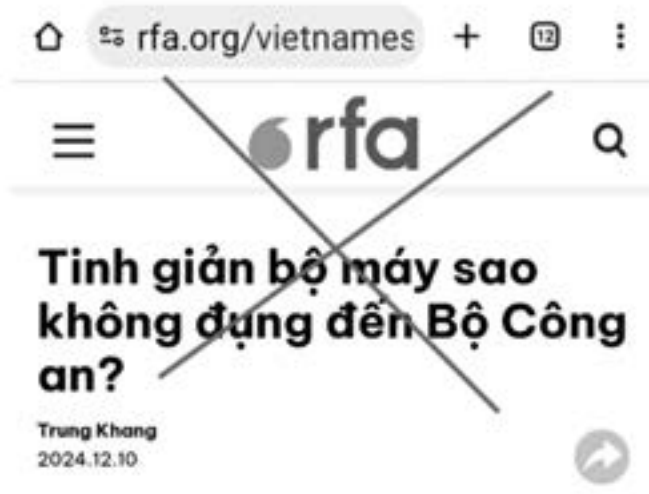 rfa.org/vietnames
12
rfa
Tinh giản bộ máy sao
không đụng đến Bộ Công
an?
Trung Khang
2024.12.10